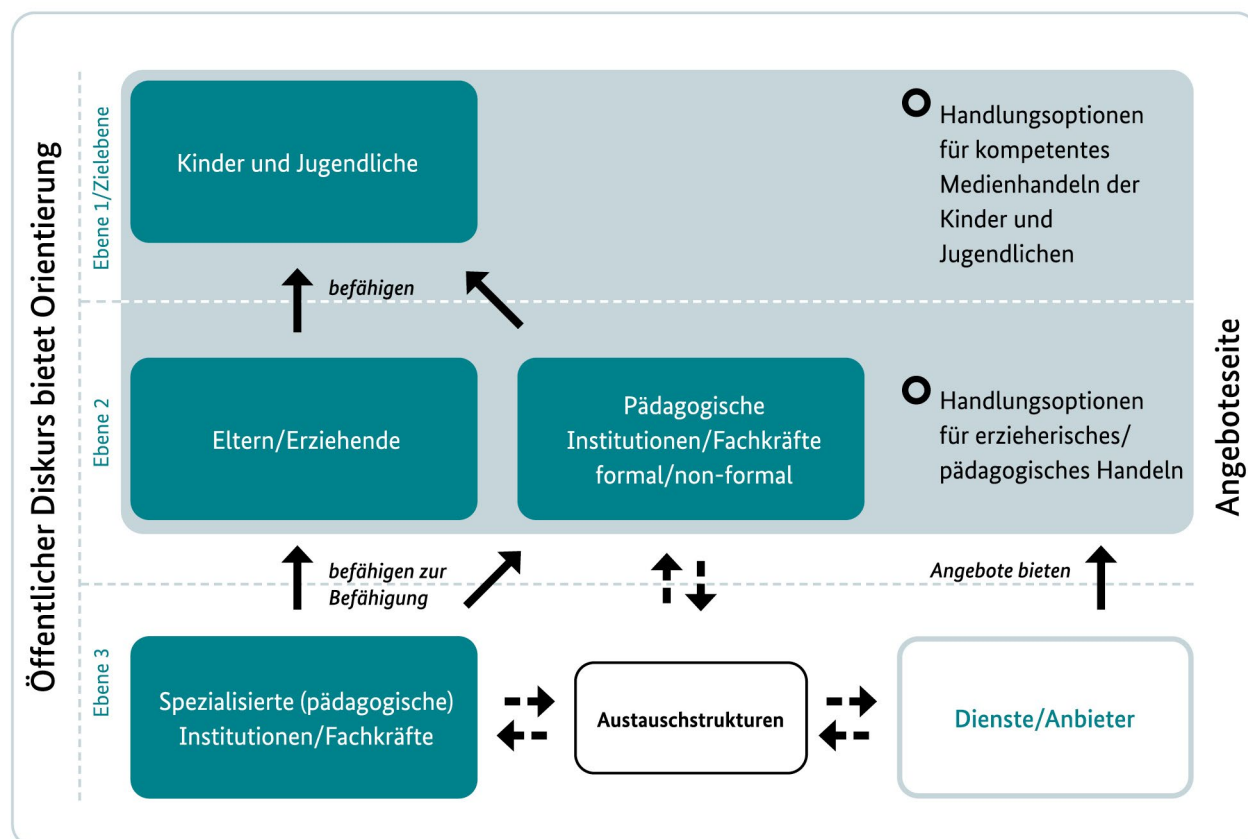 Öffentlicher Diskurs bietet Orientierung
Ebene 1/Zielebene
Kinder und Jugendliche
Handlungsoptionen
für kompetentes
Medienhandeln der
Kinder und
Jugendlichen
befähigen
Ebene 2
Eltern/Erziehende
Pädagogische
Institutionen/Fachkräfte
formal/non-formal
Handlungsoptionen
für erzieherisches/
pädagogisches Handeln
Angeboteseite
befähigen zur
Befähigung
Angebote bieten
Ebene 3
Spezialisierte (pädagogische)
Institutionen/Fachkräfte
Austauschstrukturen
Dienste/Anbieter